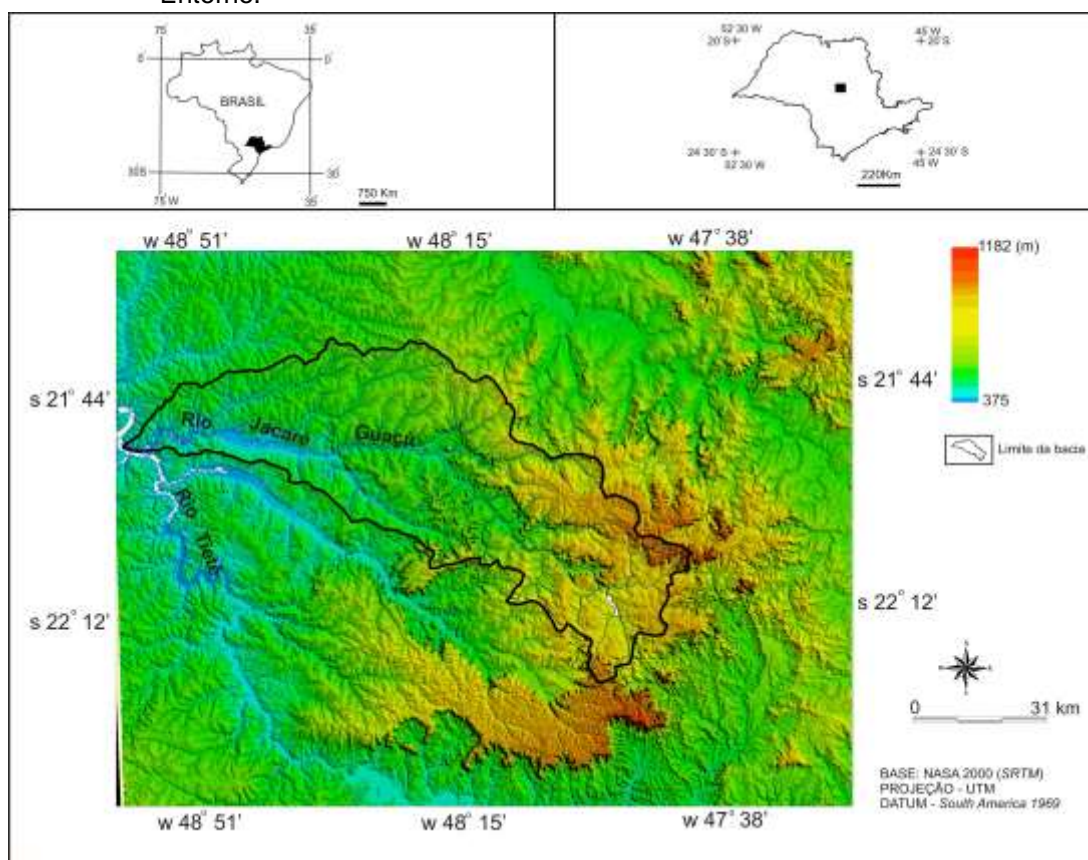 Entorno.
75
35
0
0
BRASIL
30S
30
75 W
35
750 Km
52 30 W
20 S
45 W
20 S
24 30 S
52 30 W
24 30 S
45 W
220Km
w 48° 51'
w 48° 15'
w 47° 38'
1182 (m)
375
s 21° 44'
s 21° 44'
Limite da bacia
Rio Jacaré Guaçu
Rio Tietê
s 22° 12'
s 22° 12'
0
31 km
BASE: NASA 2000 (SRTM)
PROJEÇÃO - UTM
DATUM - South America 1969
w 48° 51'
w 48° 15'
w 47° 38'